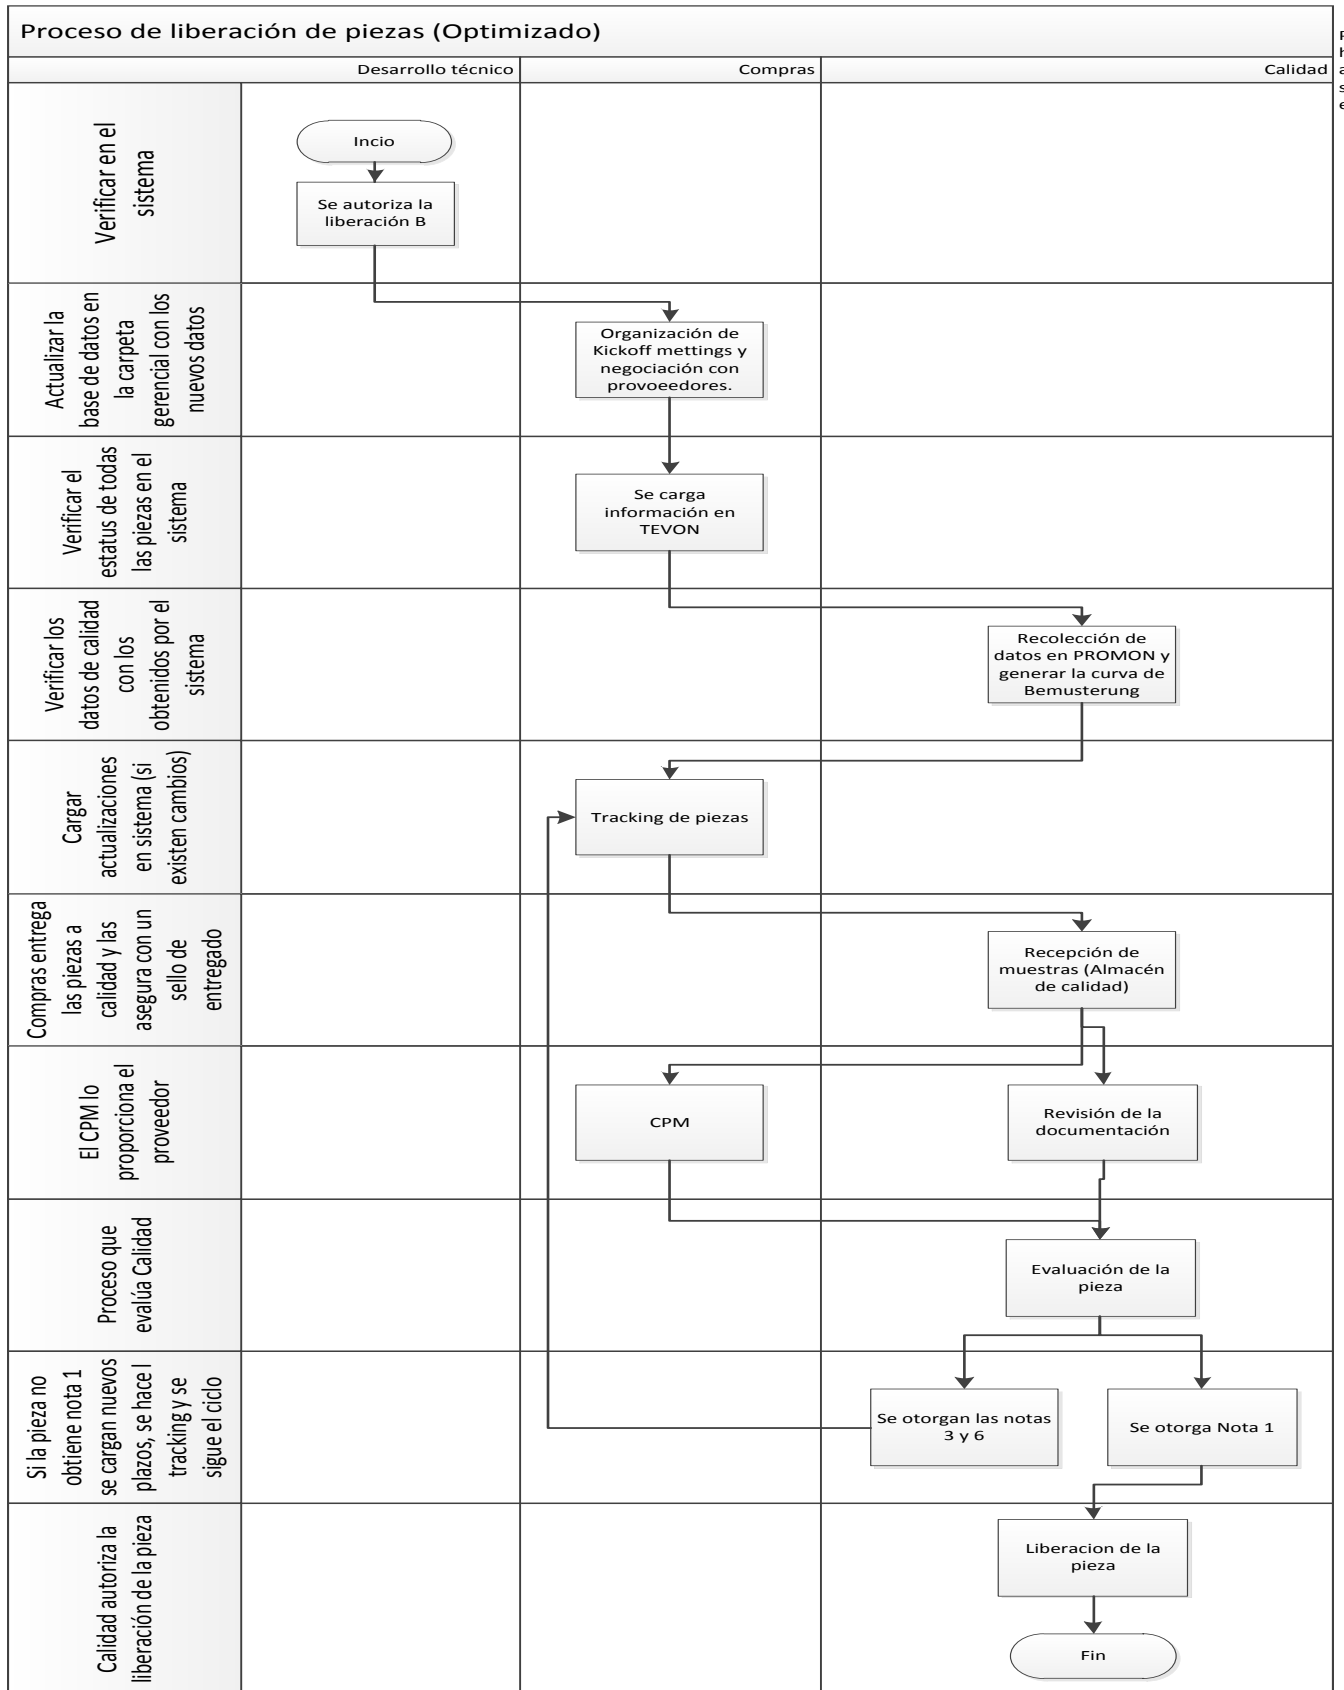 Proceso de liberación de piezas (Optimizado)
Desarrollo técnico
Compras
Calidad
Verificar en el
sistema
Incio
Se autoriza la
liberación B
Actualizar la
base de datos en
la carpeta
gerencial con los
nuevos datos
Organización de
Kickoff mettings y
negociación con
provoeedores.
Verificar el
estatus de todas
las piezas en el
sistema
Se carga
información en
TEVON
Verificar los
datos de calidad
con los
obtenidos por el
sistema
Recolección de
datos en PROMON y
generar la curva de
Bemusterung
Cargar
actualizaciones
en sistema (si
existen cambios)
Tracking de piezas
Compras entrega
las piezas a
calidad y las
asegura con un
sello de
entregado
Recepción de
muestras (Almacén
de calidad)
El CPM lo
proporciona el
proveedor
CPM
Revisión de la
documentación
Proceso que
evalúa Calidad
Evaluación de la
pieza
Si la pieza no
obtiene nota 1
se cargan nuevos
plazos, se hace l
tracking y se
sigue el ciclo
Se otorgan las notas
3 y 6
Se otorga Nota 1
Calidad autoriza la
liberación de la pieza
Liberacion de la
pieza
Fin